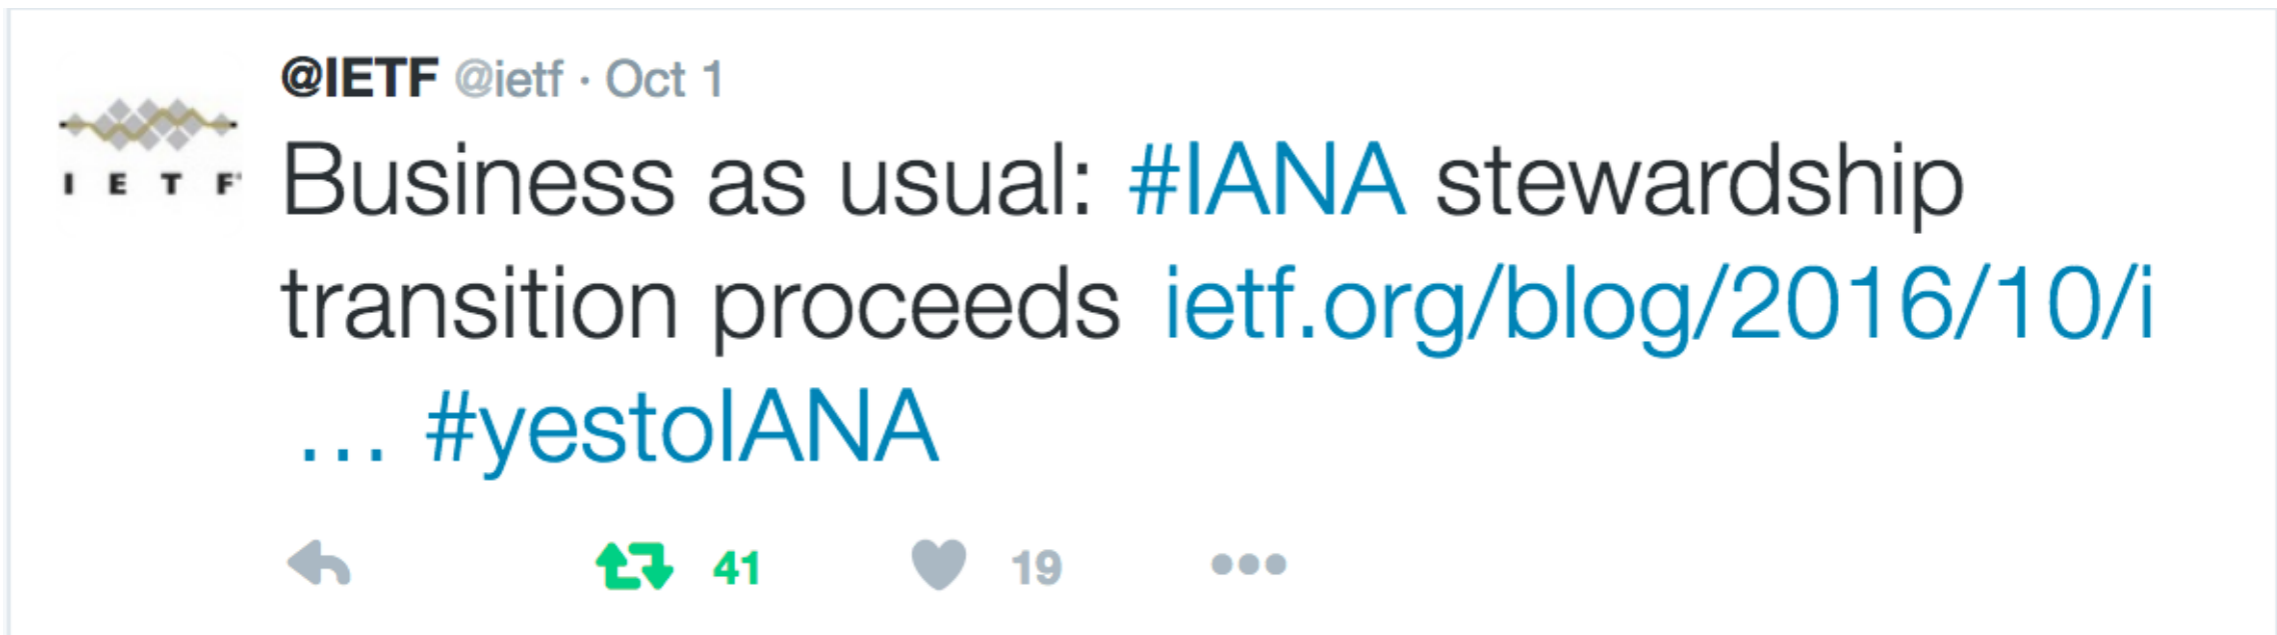 @IETF @ietf · Oct 1
I E T F
Business as usual: #IANA stewardship
transition proceeds ietf.org/blog/2016/10/i
... #yestoIANA
41 19